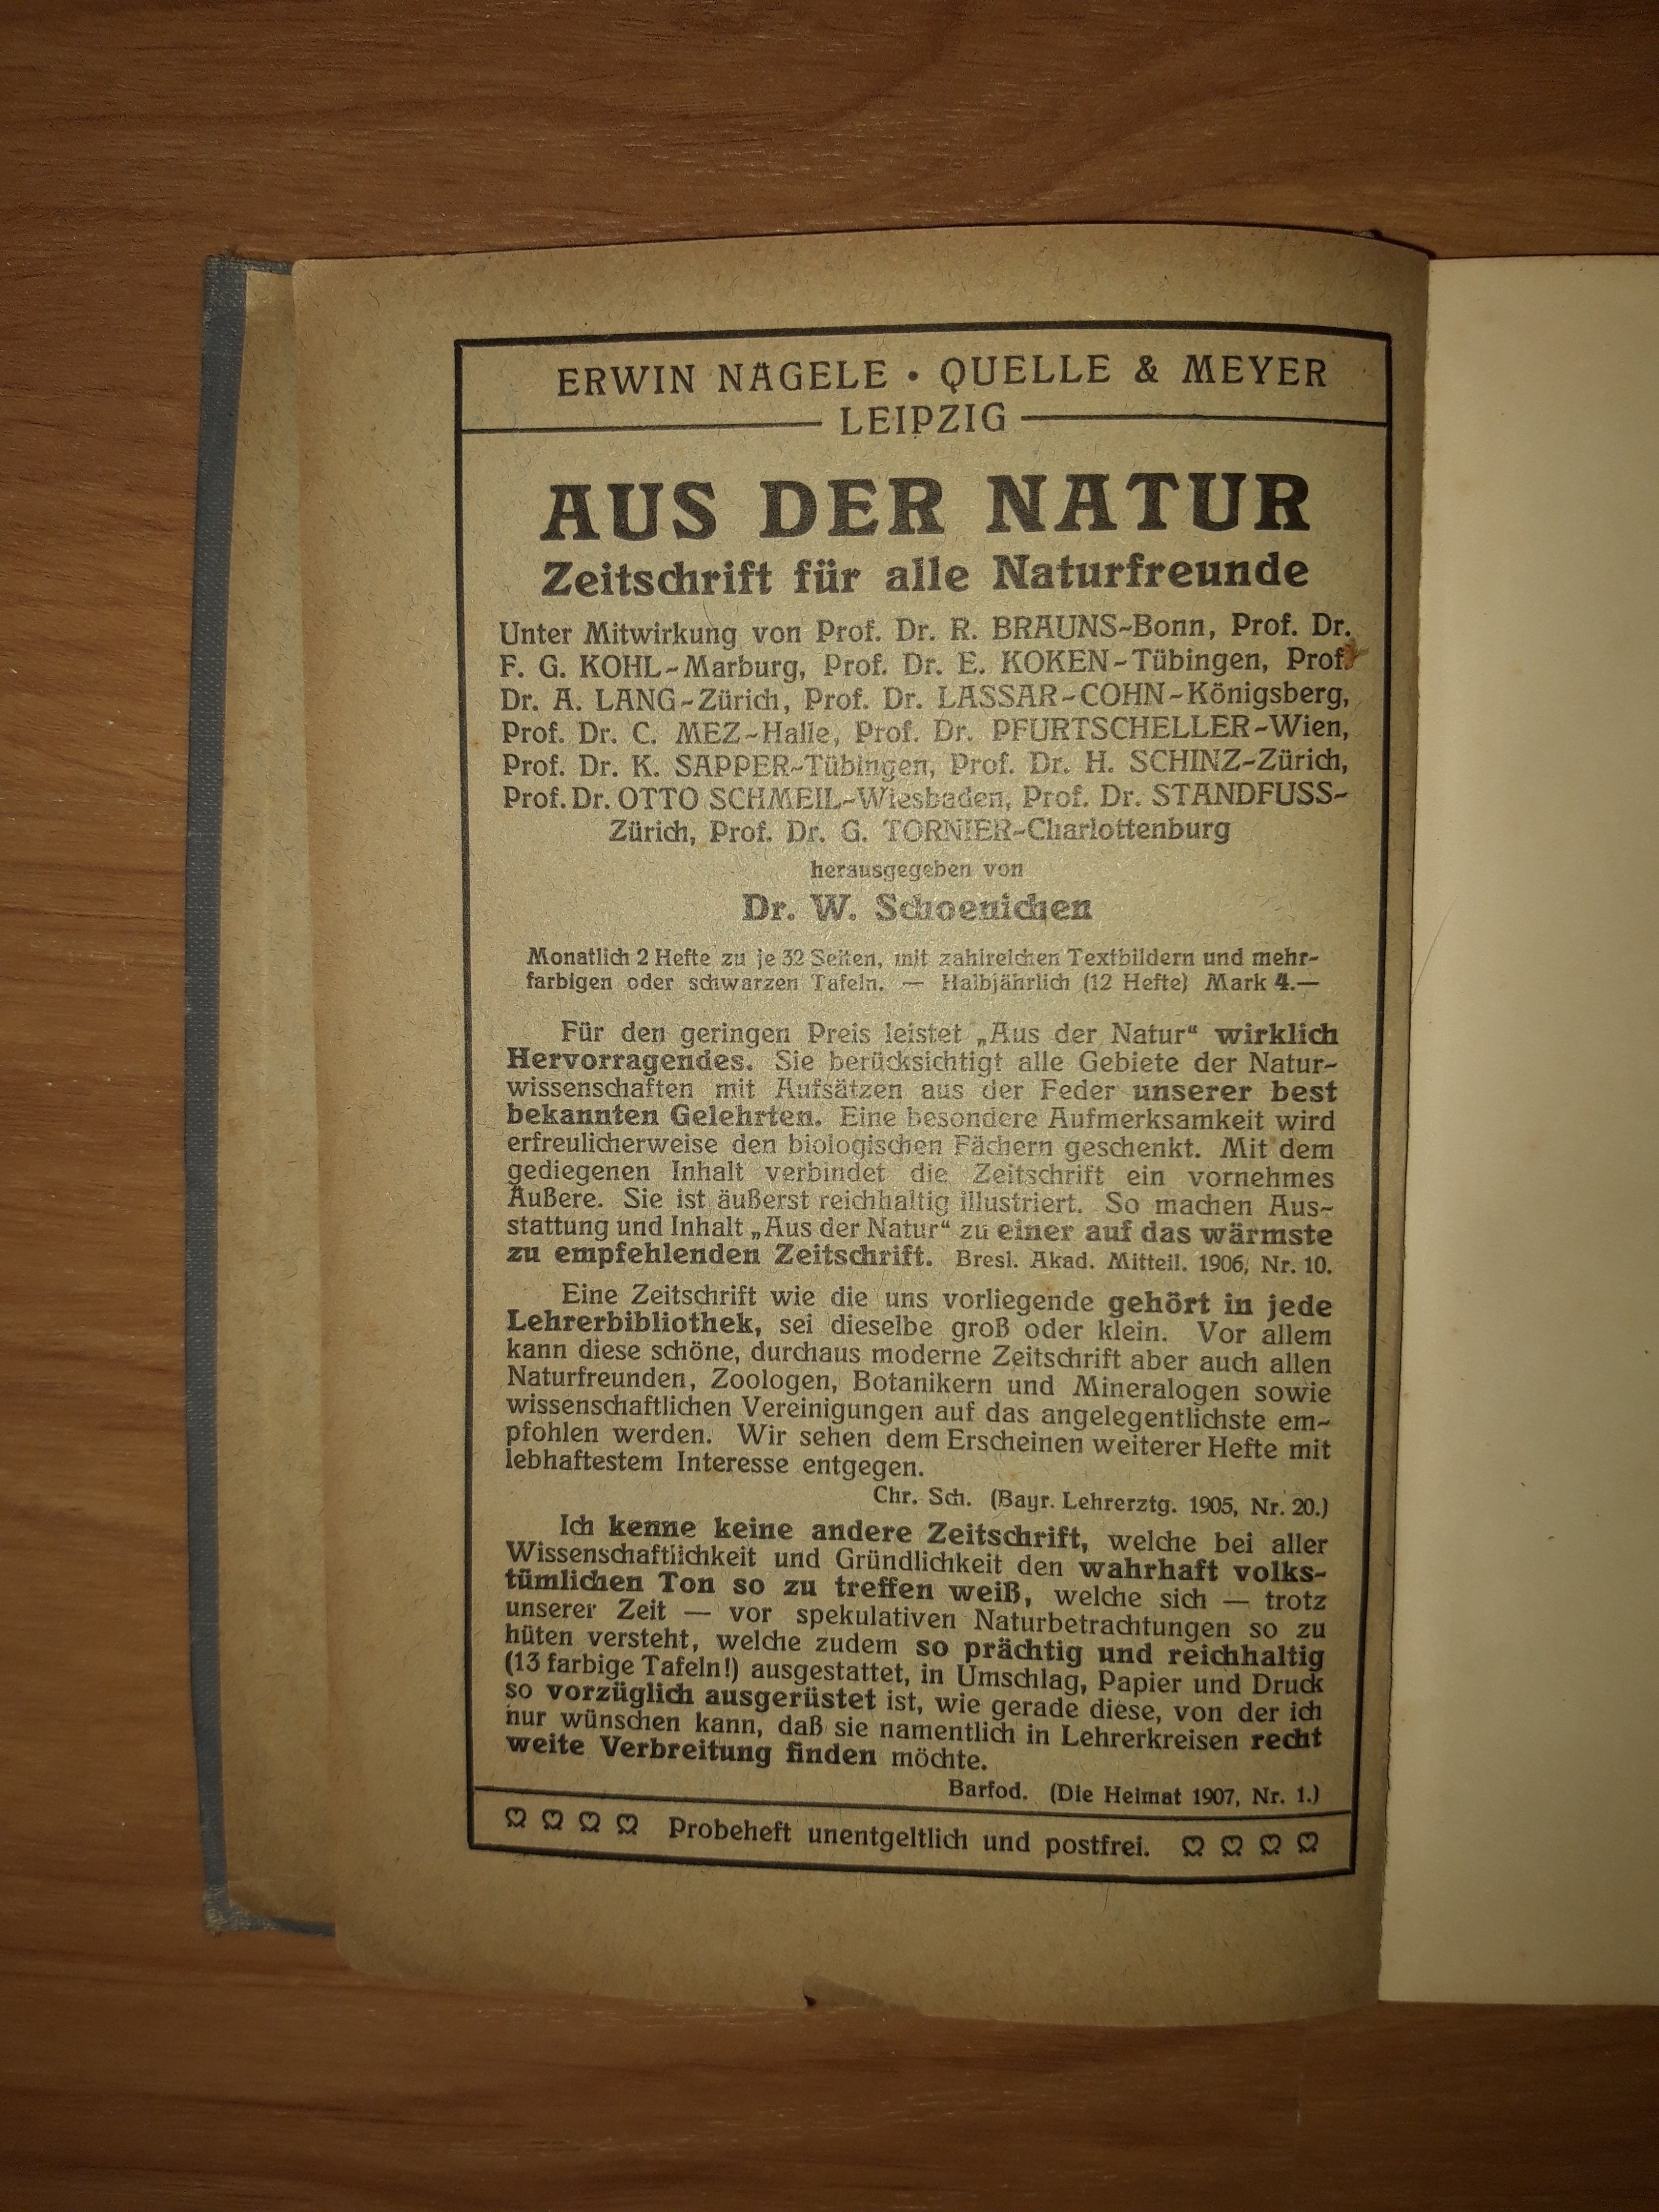 ERWIN NÄGELE • QUELLE & MEYER
LEIPZIG
AUS DER NATUR
Zeitschrift für alle Naturfreunde
Unter Mitwirkung von Prof. Dr. R. BRAUNS-Bonn, Prof. Dr.
F. G. KOHL-Marburg, Prof. Dr. E. KOKEN-Tübingen, Prof.
Dr. A. LANG-Zürich, Prof. Dr. LASSAR-COHN-Königsberg,
Prof. Dr. C. MEZ-Halle, Prof. Dr. PFURTSCHELLER-Wien,
Prof. Dr. K. SAPPER-Tübingen, Prof. Dr. H. SCHINZ-Zürich,
Prof. Dr. OTTO SCHMEIL-Wiesbaden, Prof. Dr. STANDFUSS-
Zürich, Prof. Dr. G. TORNIER-Charlottenburg
herausgegeben von
Dr. W. Schoenichen
Monatlich 2 Hefte zu je 32 Seiten, mit zahlreichen Textbildern und mehr-
farbigen oder schwarzen Tafeln. — Halbjährlich (12 Hefte) Mark 4.—
Für den geringen Preis leistet „Aus der Natur“ wirklich
Hervorragendes. Sie berücksichtigt alle Gebiete der Natur-
wissenschaften mit Aufsätzen aus der Feder unserer best
bekannten Gelehrten. Eine besondere Aufmerksamkeit wird
erfreulicherweise den biologischen Fächern geschenkt. Mit dem
gediegenen Inhalt verbindet die Zeitschrift ein vornehmes
Äußere. Sie ist äußerst reichhaltig illustriert. So machen Aus-
stattung und Inhalt „Aus der Natur“ zu einer auf das wärmste
zu empfehlenden Zeitschrift. Bresl. Akad. Mitteil. 1906, Nr. 10.
Eine Zeitschrift wie die uns vorliegende gehört in jede
Lehrerbibliothek, sei dieselbe groß oder klein. Vor allem
kann diese schöne, durchaus moderne Zeitschrift aber auch allen
Naturfreunden, Zoologen, Botanikern und Mineralogen sowie
wissenschaftlichen Vereinigungen auf das angelegentlichste em-
pfohlen werden. Wir sehen dem Erscheinen weiterer Hefte mit
lebhaftestem Interesse entgegen.
Chr. Sch. (Bayr. Lehrerztg. 1905, Nr. 20.)
Ich kenne keine andere Zeitschrift, welche bei aller
Wissenschaftlichkeit und Gründlichkeit den wahrhaft volks-
tümlichen Ton so zu treffen weiß, welche sich — trotz
unserer Zeit — vor spekulativen Naturbetrachtungen so zu
hüten versteht, welche zudem so prächtig und reichhaltig
(13 farbige Tafeln!) ausgestattet, in Umschlag, Papier und Druck
so vorzüglich ausgerüstet ist, wie gerade diese, von der ich
nur wünschen kann, daß sie namentlich in Lehrerkreisen recht
weite Verbreitung finden möchte.
Barfod. (Die Heimat 1907, Nr. 1.)
Probeheft unentgeltlich und postfrei.